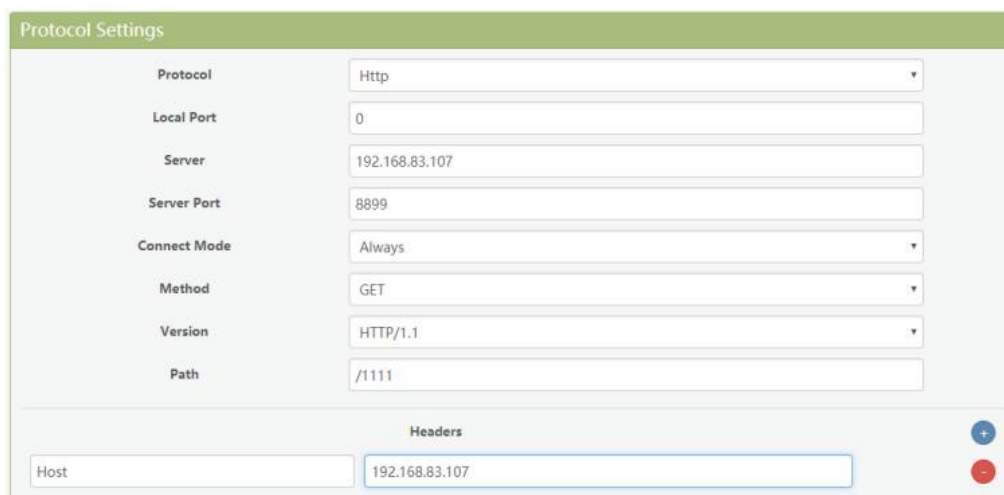 Protocol Settings
Protocol Http
Local Port 0
Server 192.168.83.107
Server Port 8899
Connect Mode Always
Method GET
Version HTTP/1.1
Path /1111
Headers +
Host 192.168.83.107 -